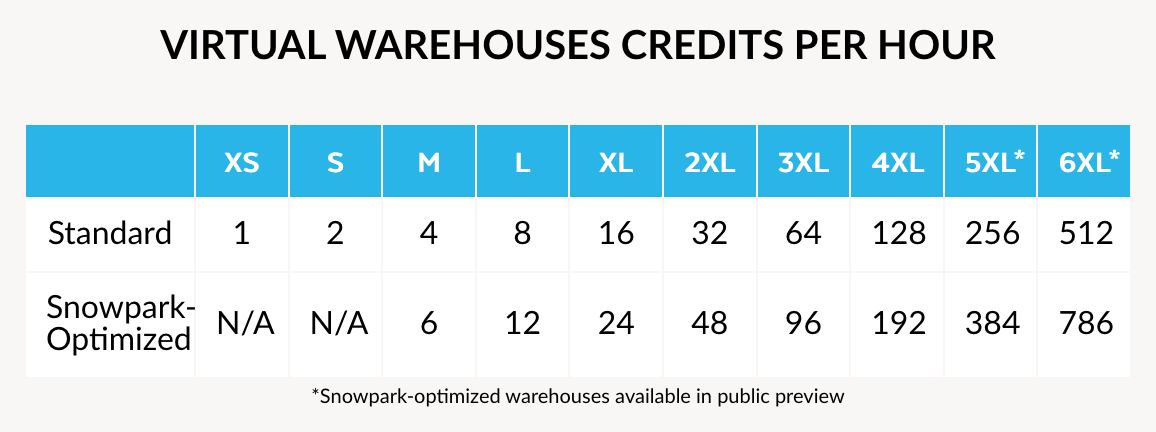 VIRTUAL WAREHOUSES CREDITS PER HOUR
XS S M L XL 2XL 3XL 4XL 5XL* 6XL*
Standard 1 2 4 8 16 32 64 128 256 512
Snowpark-
Optimized N/A N/A 6 12 24 48 96 192 384 786
*Snowpark-optimized warehouses available in public preview